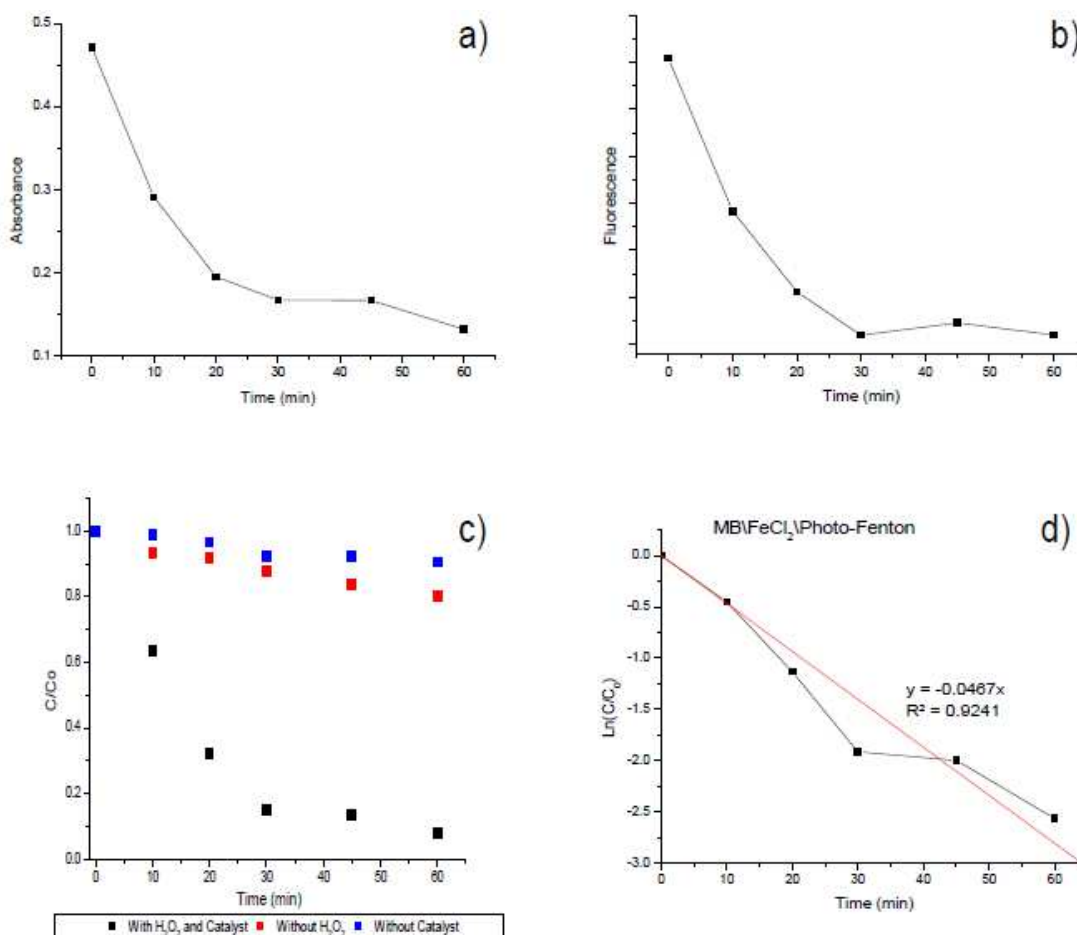 a)
0.5
0.4
0.3
0.2
0.1
Absorbance
0 10 20 30 40 50 60
Time (min)
b)
Fluorescence
0 10 20 30 40 50 60
Time (min)
c)
1.0
0.8
0.6
0.4
0.2
0.0
C/Co
0 10 20 30 40 50 60
Time (min)
With H₂O₂ and Catalyst Without H₂O₂ Without Catalyst
MB\FeCl₂\Photo-Fenton
d)
0.0
-0.5
-1.0
-1.5
-2.0
-2.5
-3.0
Ln(C/C₀)
y = -0.0467x
R² = 0.9241
0 10 20 30 40 50 60
Time (min)